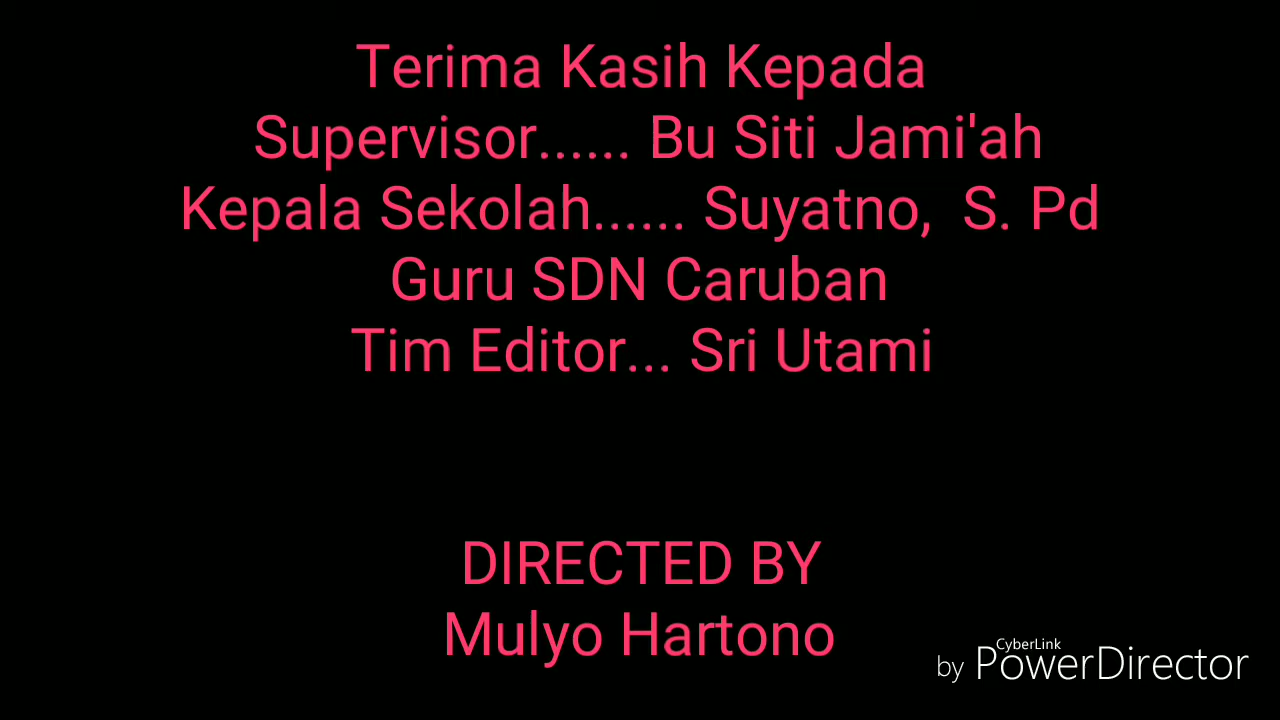 Terima Kasih Kepada
Supervisor...... Bu Siti Jami'ah
Kepala Sekolah...... Suyatno,  S. Pd
Guru SDN Caruban
Tim Editor... Sri Utami
DIRECTED BY
Mulyo Hartono
by CyberLink PowerDirector